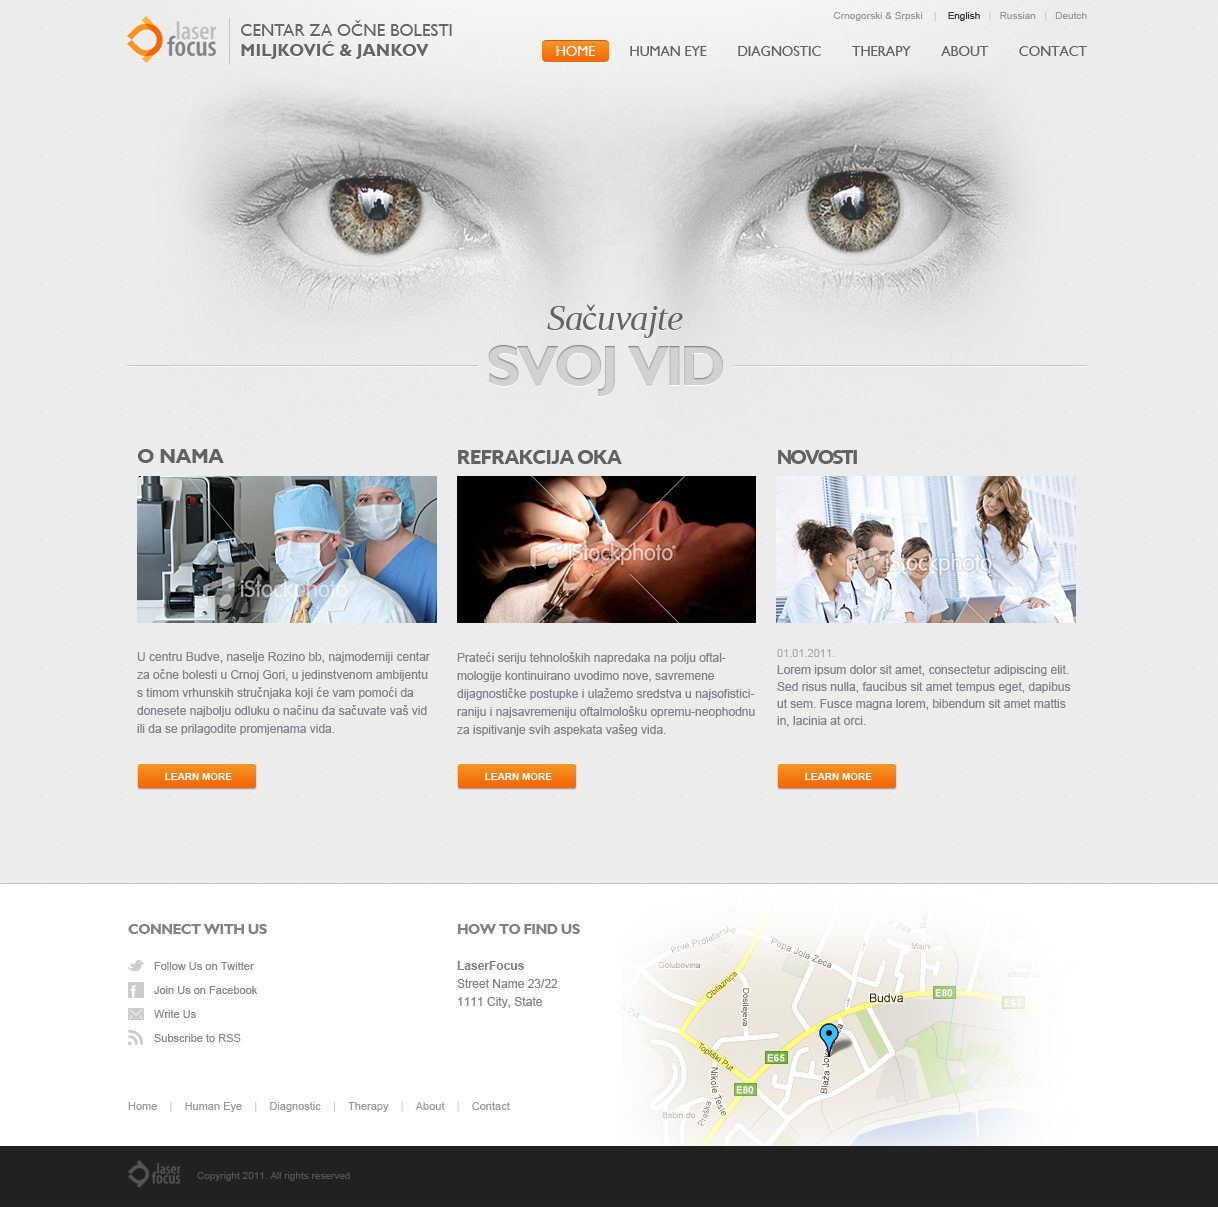 Crnogorski & Srpski | English | Russian | Deutch
laser
focus
CENTAR ZA OČNE BOLESTI
MILJKOVIĆ & JANKOV
HOME HUMAN EYE DIAGNOSTIC THERAPY ABOUT CONTACT
Sačuvajte
SVOJ VID
O NAMA
iStockphoto
U centru Budve, naselje Rozino bb, najmoderniji centar
za očne bolesti u Crnoj Gori, u jedinstvenom ambijentu
s timom vrhunskih stručnjaka koji će vam pomoći da
donesete najbolju odluku o načinu da sačuvate vaš vid
ili da se prilagodite promjenama vida.
LEARN MORE
REFRAKCIJA OKA
iStockphoto
Prateći seriju tehnoloških napredaka na polju oftal-
mologije kontinuirano uvodimo nove, savremene
dijagnostičke postupke i ulažemo sredstva u najsofistici-
raniju i najsavremeniju oftalmološku opremu-neophodnu
za ispitivanje svih aspekata vašeg vida.
LEARN MORE
NOVOSTI
iStockphoto
01.01.2011.
Lorem ipsum dolor sit amet, consectetur adipiscing elit.
Sed risus nulla, faucibus sit amet tempus eget, dapibus
ut sem. Fusce magna lorem, bibendum sit amet mattis
in, lacinia at orci.
LEARN MORE
CONNECT WITH US
Follow Us on Twitter
Join Us on Facebook
Write Us
Subscribe to RSS
HOW TO FIND US
LaserFocus
Street Name 23/22
1111 City, State
Prve Proleterske
Popa Jola Zeca
Maini
Golubovina
Velji
Vinogradi
Obilaznica
Dositejeva
Budva
E80
E65
Topliški Put
E65
Blaža Jovanova
Nikole Tesle
E80
Praška
Babin do
Home | Human Eye | Diagnostic | Therapy | About | Contact
laser
focus
Copyright 2011. All rights reserved